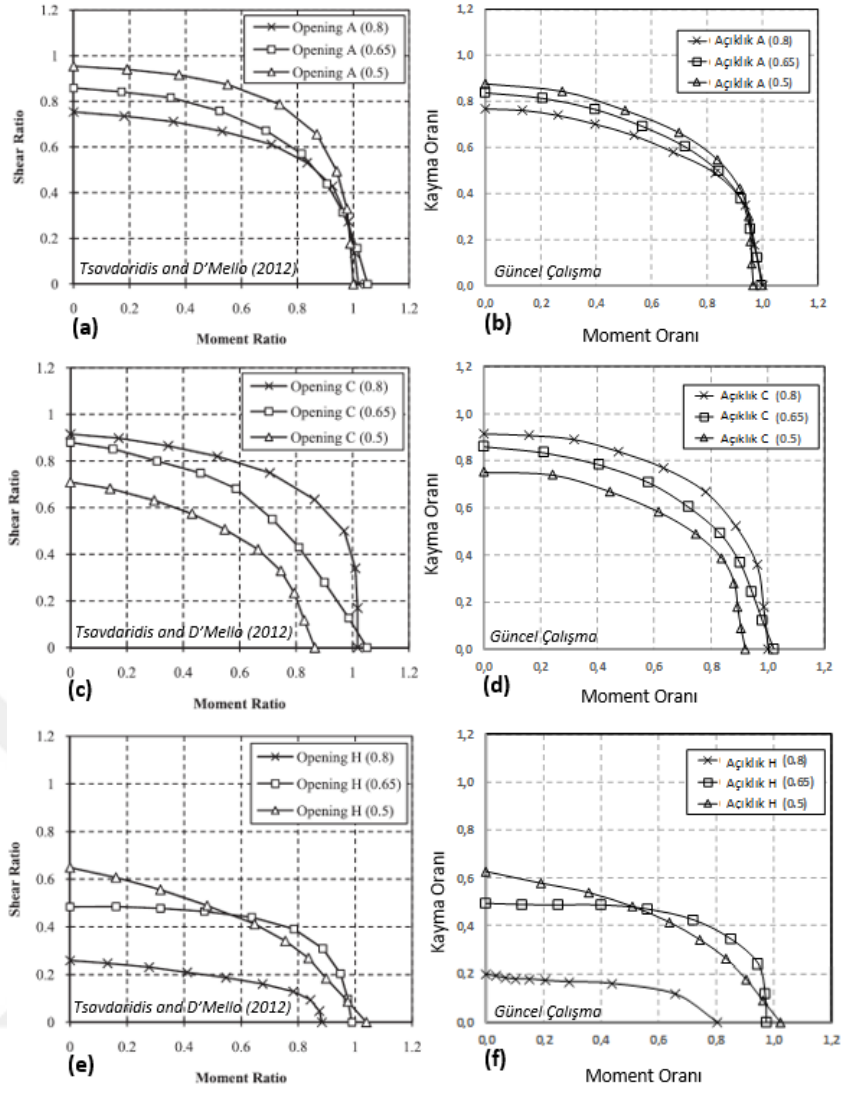 1.2
1
0.8
0.6
0.4
0.2
0
Shear Ratio
Opening A (0.8)
Opening A (0.65)
Opening A (0.5)
Tsavdaridis and D'Mello (2012)
0 0.2 0.4 0.6 0.8 1 1.2
(a)
Moment Ratio
1,2
1,0
0,8
0,6
0,4
0,2
0,0
Kayma Oranı
Açıklık A (0.8)
Açıklık A (0.65)
Açıklık A (0.5)
Güncel Çalışma
0,0 0,2 0,4 0,6 0,8 1,0 1,2
(b)
Moment Oranı
1.2
1
0.8
0.6
0.4
0.2
0
Shear Ratio
Opening C (0.8)
Opening C (0.65)
Opening C (0.5)
Tsavdaridis and D'Mello (2012)
0 0.2 0.4 0.6 0.8 1 1.2
(c)
Moment Ratio
1,2
1,0
0,8
0,6
0,4
0,2
0,0
Kayma Oranı
Açıklık C (0.8)
Açıklık C (0.65)
Açıklık C (0.5)
Güncel Çalışma
0,0 0,2 0,4 0,6 0,8 1,0 1,2
(d)
Moment Oranı
1.2
1
0.8
0.6
0.4
0.2
0
Shear Ratio
Opening H (0.8)
Opening H (0.65)
Opening H (0.5)
Tsavdaridis and D'Mello (2012)
0 0.2 0.4 0.6 0.8 1 1.2
(e)
Moment Ratio
1,2
1,0
0,8
0,6
0,4
0,2
0,0
Kayma Oranı
Açıklık H (0.8)
Açıklık H (0.65)
Açıklık H (0.5)
Güncel Çalışma
0,0 0,2 0,4 0,6 0,8 1,0 1,2
(f)
Moment Oranı